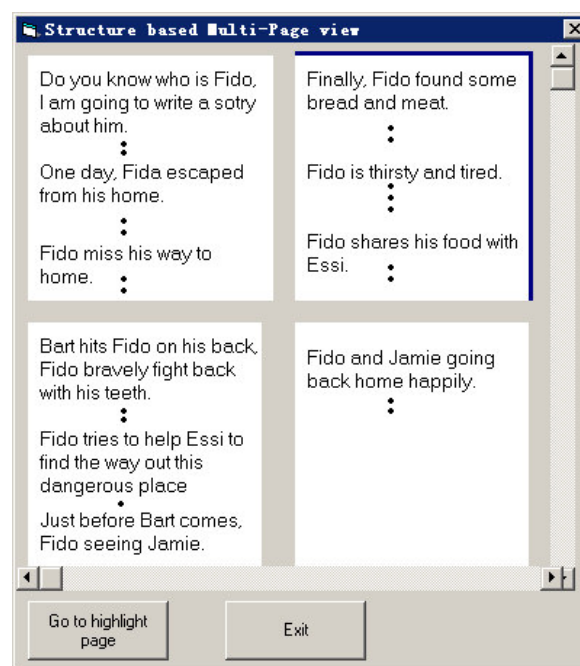 Structure based Multi-Page view
Do you know who is Fido,
I am going to write a sotry
about him.
One day, Fida escaped
from his home.
Fido miss his way to
home.
Finally, Fido found some
bread and meat.
Fido is thirsty and tired.
Fido shares his food with
Essi.
Bart hits Fido on his back,
Fido bravely fight back
with his teeth.
Fido tries to help Essi to
find the way out this
dangerous place
Just before Bart comes,
Fido seeing Jamie.
Fido and Jamie going
back home happily.
Go to highlight
page
Exit